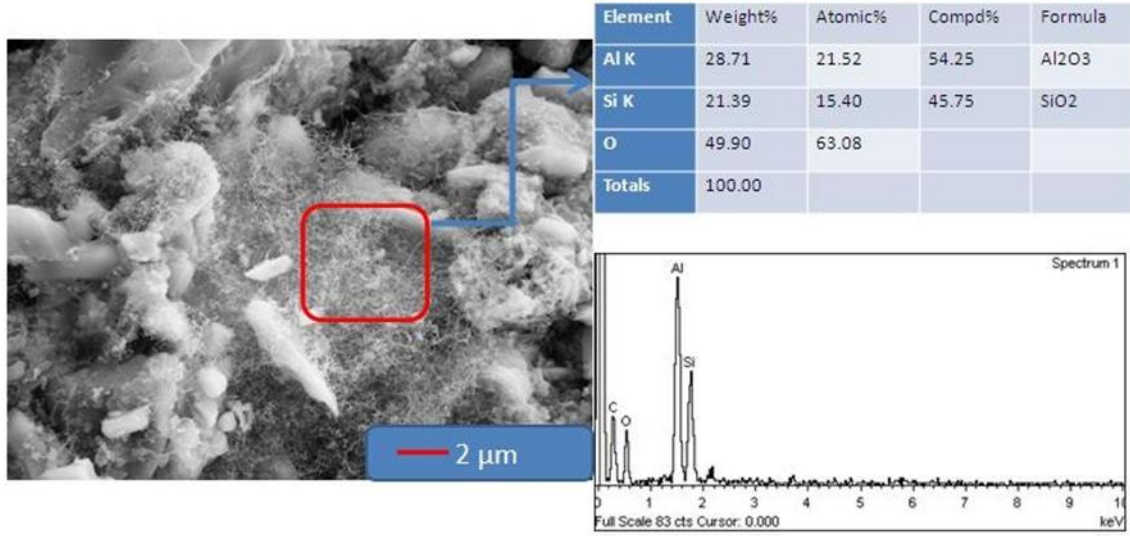 Element Weight% Atomic% Compd% Formula
Al K 28.71 21.52 54.25 Al2O3
Si K 21.39 15.40 45.75 SiO2
O 49.90 63.08
Totals 100.00
2 μm
Spectrum 1
Al
Si
C
O
0 1 2 3 4 5 6 7 8 9 10
Full Scale 83 cts Cursor: 0.000 keV